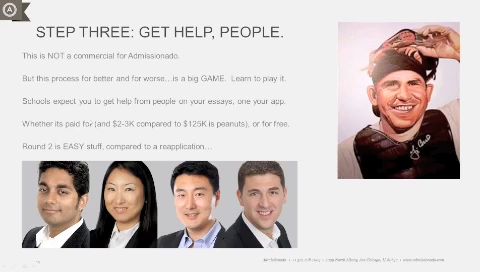 A
STEP THREE: GET HELP, PEOPLE.
This is NOT a commercial for Admissionado.
But this process for better and for worse…is a big GAME. Learn to play it.
Schools expect you to get help from people on your essays, one your app.
Whether its paid for (and $2-3K compared to $125K is peanuts), or for free.
Round 2 is EASY stuff, compared to a reapplication…